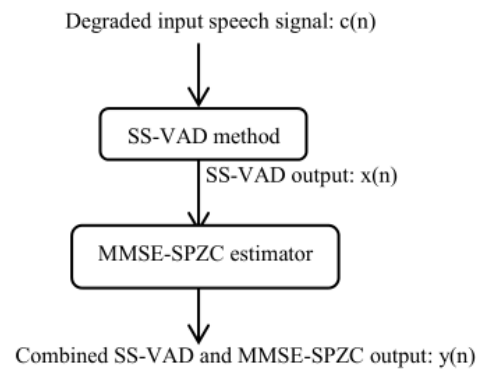 Degraded input speech signal: c(n)
SS-VAD method
SS-VAD output: x(n)
MMSE-SPZC estimator
Combined SS-VAD and MMSE-SPZC output: y(n)